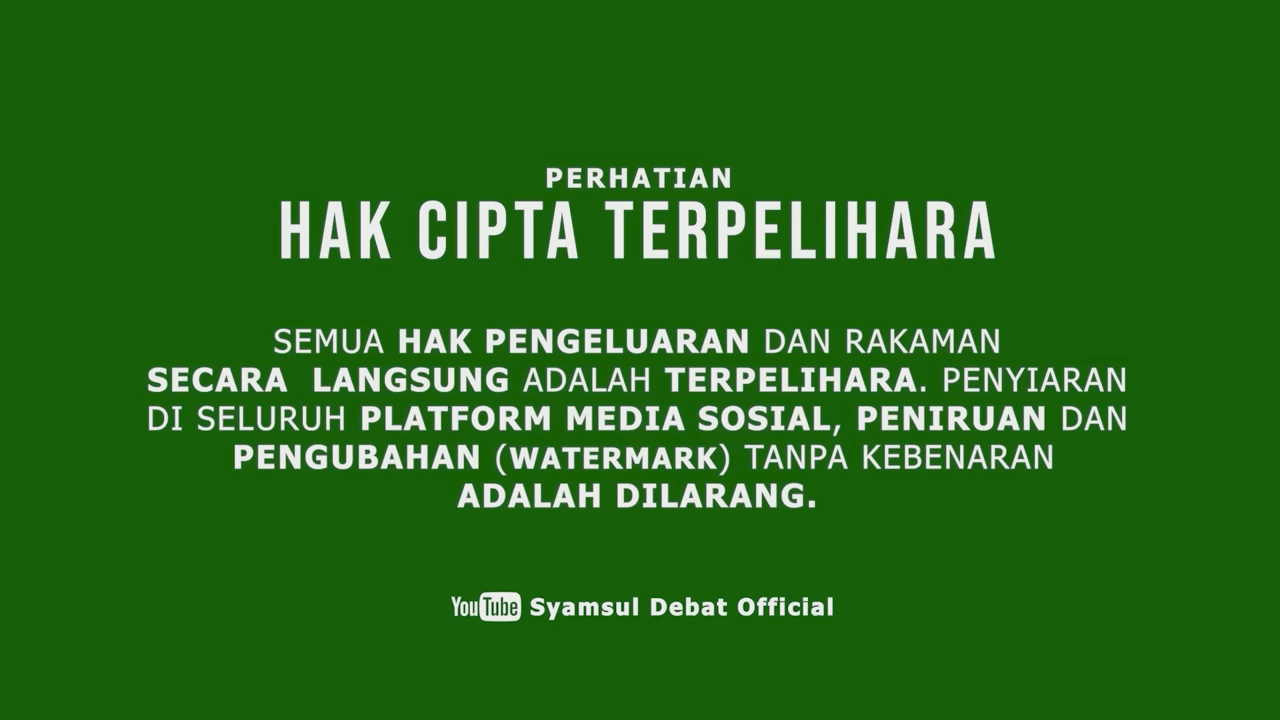 PERHATIAN
HAK CIPTA TERPELIHARA
SEMUA HAK PENGELUARAN DAN RAKAMAN
SECARA  LANGSUNG ADALAH TERPELIHARA. PENYIARAN
DI SELURUH PLATFORM MEDIA SOSIAL, PENIRUAN DAN
PENGUBAHAN (WATERMARK) TANPA KEBENARAN
ADALAH DILARANG.
YouTube Syamsul Debat Official